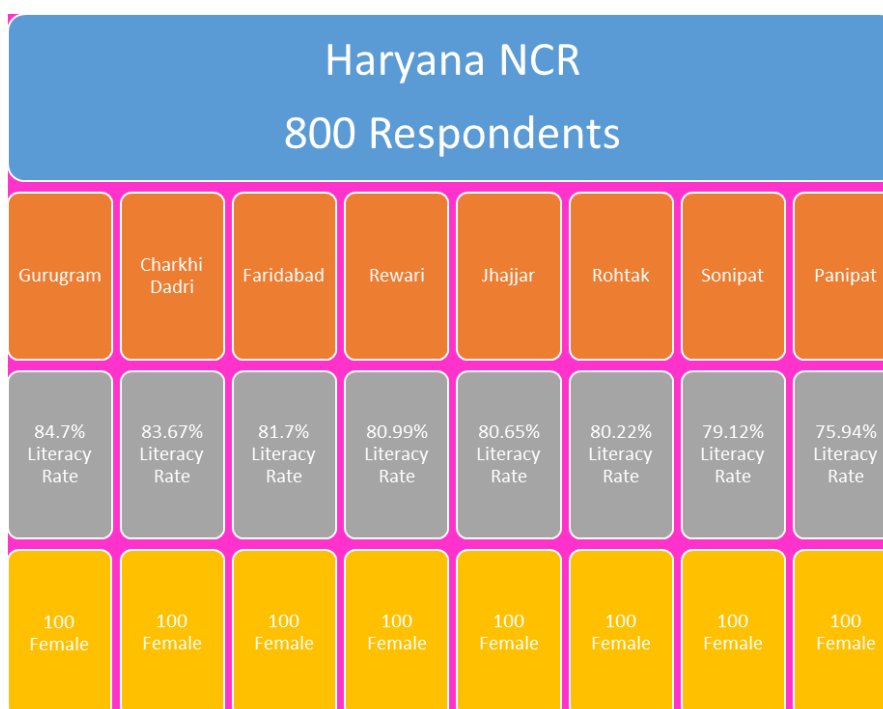 Haryana NCR
800 Respondents
Gurugram
Charkhi
Dadri
Faridabad
Rewari
Jhajjar
Rohtak
Sonipat
Panipat
84.7%
Literacy
Rate
83.67%
Literacy
Rate
81.7%
Literacy
Rate
80.99%
Literacy
Rate
80.65%
Literacy
Rate
80.22%
Literacy
Rate
79.12%
Literacy
Rate
75.94%
Literacy
Rate
100
Female
100
Female
100
Female
100
Female
100
Female
100
Female
100
Female
100
Female